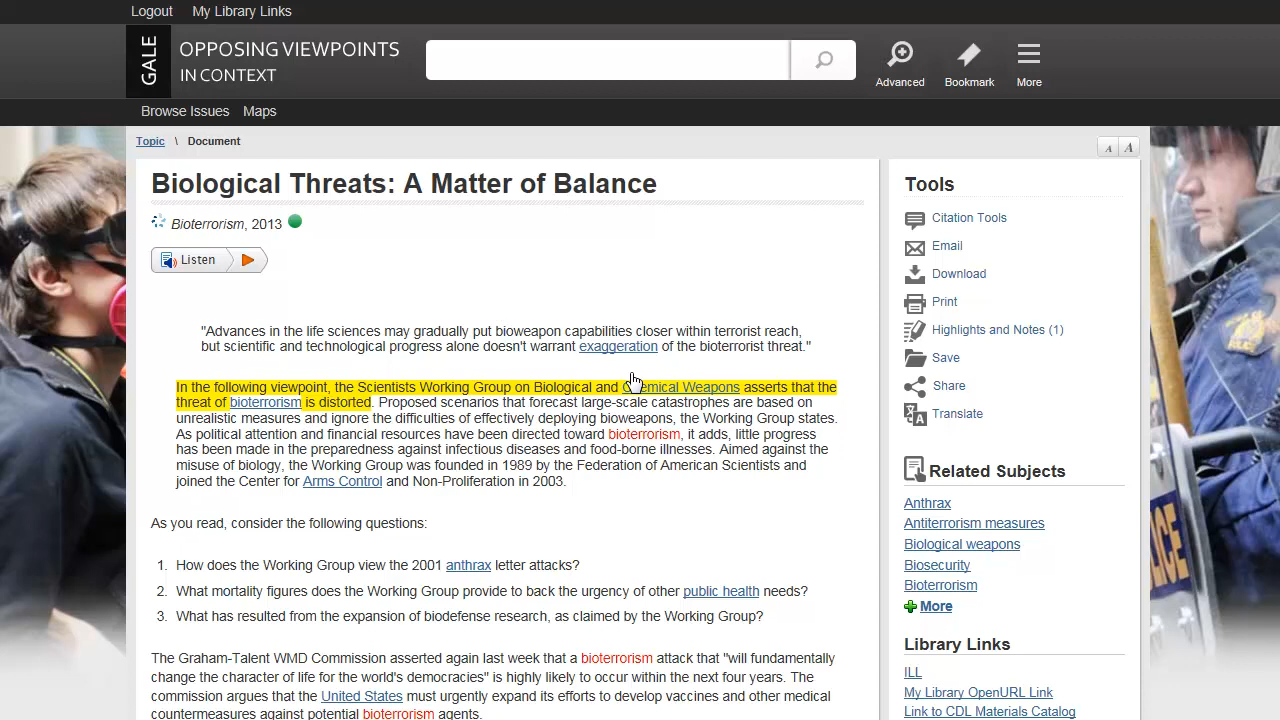 Logout My Library Links
GALE
OPPOSING VIEWPOINTS
IN CONTEXT
Advanced Bookmark More
Browse Issues Maps
Topic \ Document
A A
Biological Threats: A Matter of Balance
Bioterrorism, 2013
Listen
"Advances in the life sciences may gradually put bioweapon capabilities closer within terrorist reach,
but scientific and technological progress alone doesn't warrant exaggeration of the bioterrorist threat."
In the following viewpoint, the Scientists Working Group on Biological and Chemical Weapons asserts that the
threat of bioterrorism is distorted. Proposed scenarios that forecast large-scale catastrophes are based on
unrealistic measures and ignore the difficulties of effectively deploying bioweapons, the Working Group states.
As political attention and financial resources have been directed toward bioterrorism, it adds, little progress
has been made in the preparedness against infectious diseases and food-borne illnesses. Aimed against the
misuse of biology, the Working Group was founded in 1989 by the Federation of American Scientists and
joined the Center for Arms Control and Non-Proliferation in 2003.
As you read, consider the following questions:
1. How does the Working Group view the 2001 anthrax letter attacks?
2. What mortality figures does the Working Group provide to back the urgency of other public health needs?
3. What has resulted from the expansion of biodefense research, as claimed by the Working Group?
The Graham-Talent WMD Commission asserted again last week that a bioterrorism attack that "will fundamentally
change the character of life for the world's democracies" is highly likely to occur within the next four years. The
commission argues that the United States must urgently expand its efforts to develop vaccines and other medical
countermeasures against potential bioterrorism agents.
Tools
Citation Tools
Email
Download
Print
Highlights and Notes (1)
Save
Share
Translate
Related Subjects
Anthrax
Antiterrorism measures
Biological weapons
Biosecurity
Bioterrorism
More
Library Links
ILL
My Library OpenURL Link
Link to CDL Materials Catalog